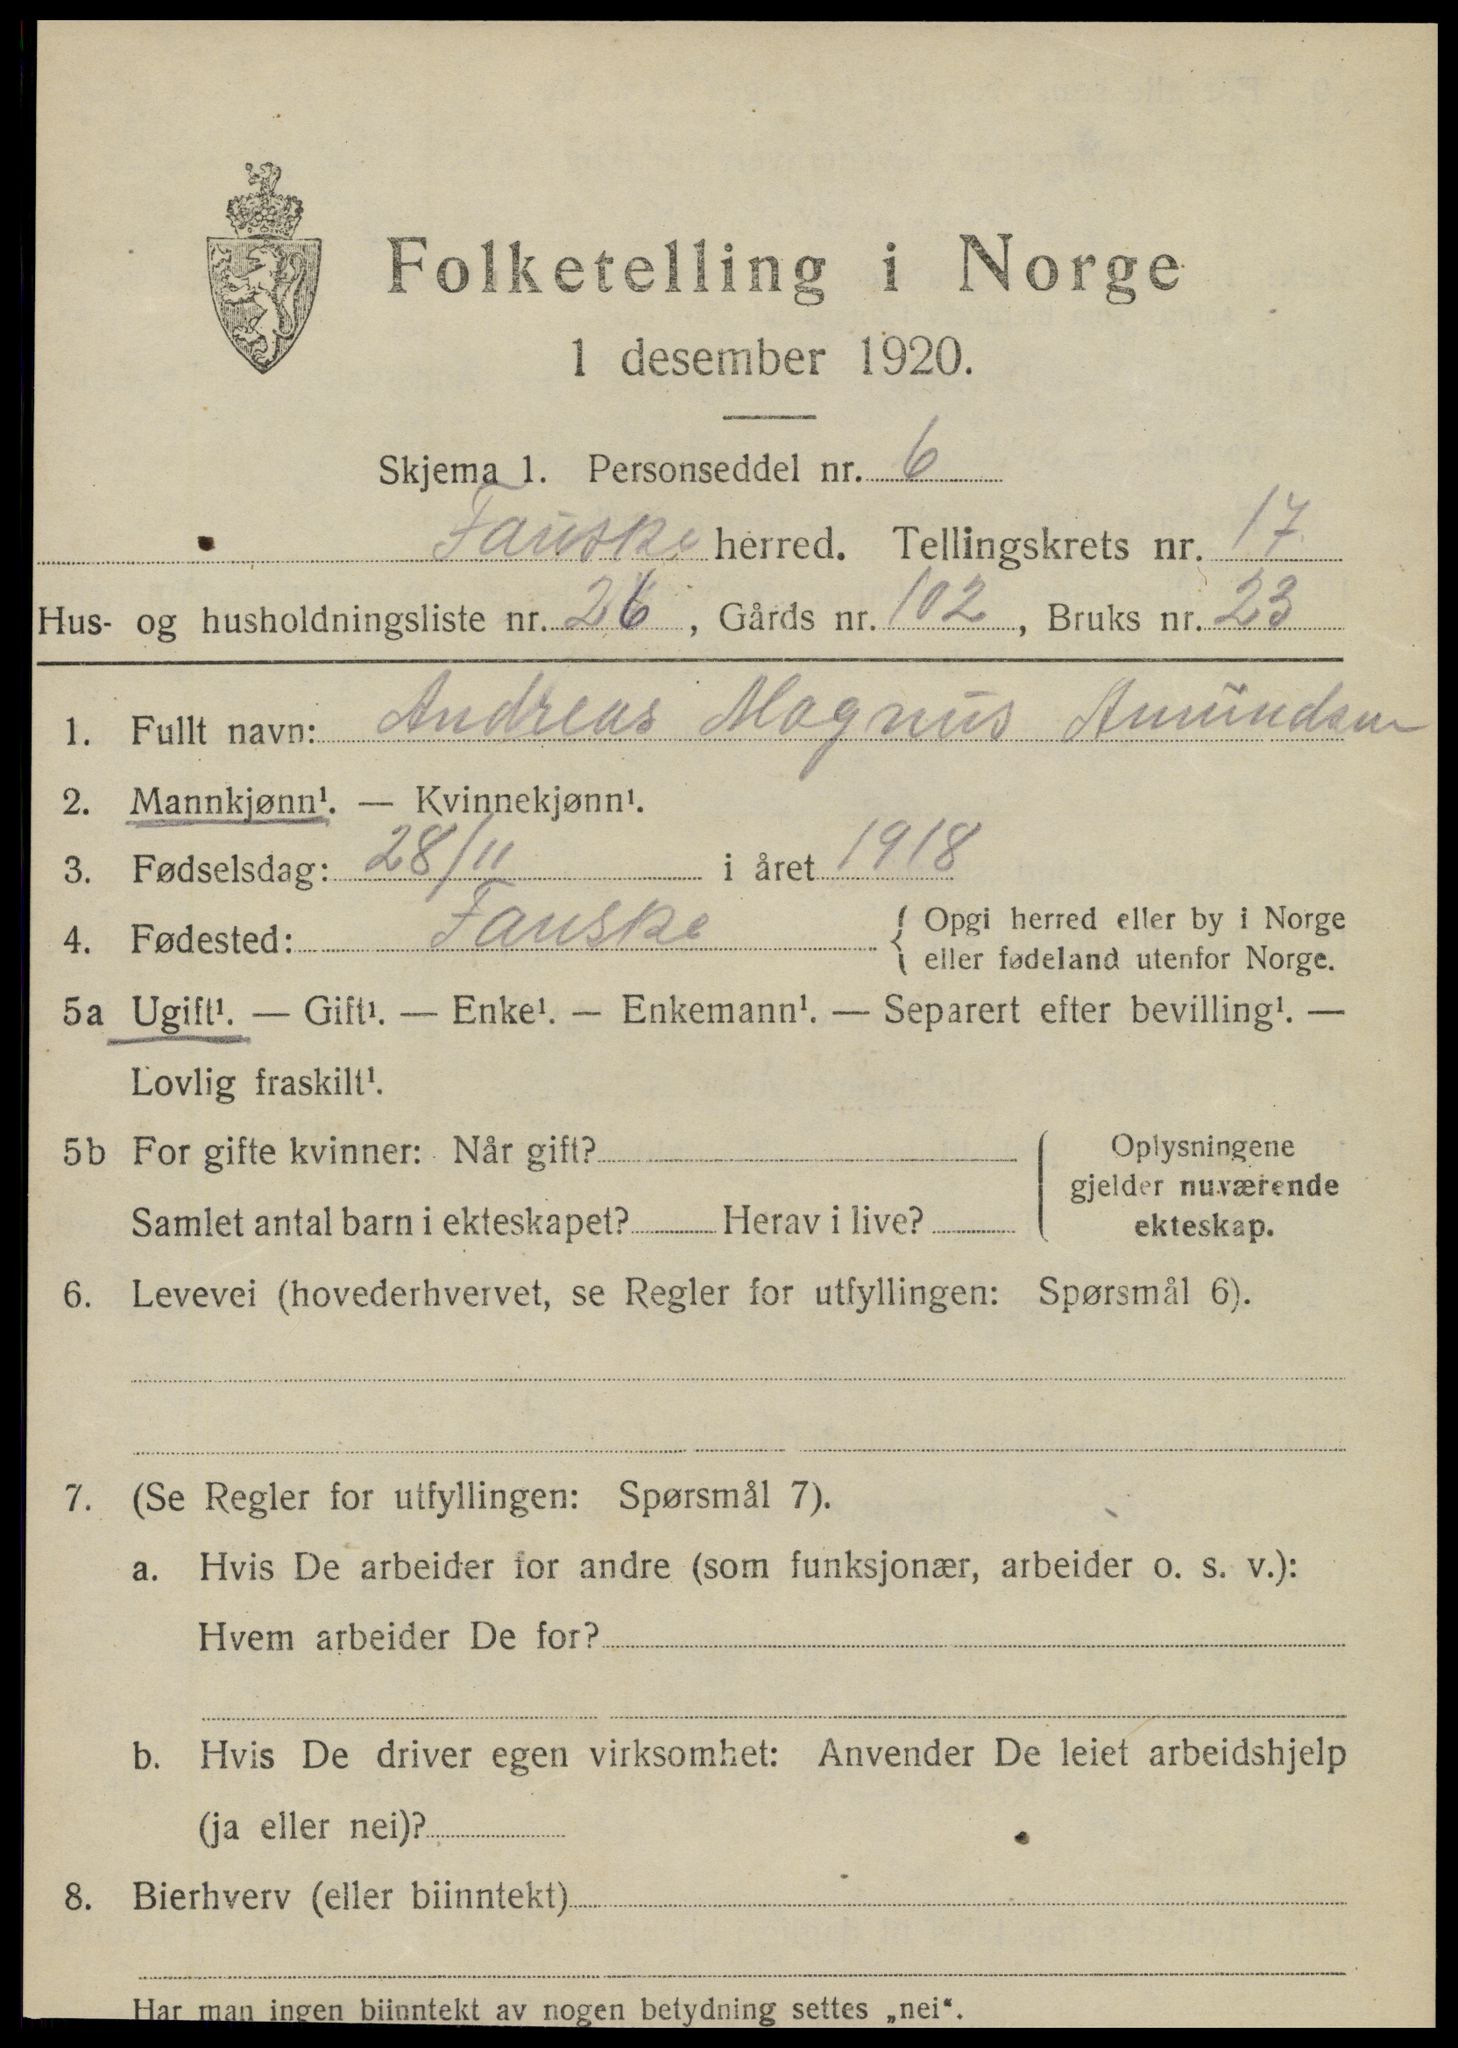 Folketelling i Norge
1 desember 1920.
Skjema 1. Personseddel nr. 6
Fauske herred. Tellingskrets nr. 17
Hus- og husholdningsliste nr. 26, Gårds nr. 102, Bruks nr. 23
1. Fullt navn: Andreas Magnus Amundsen
2. Mannkjønn¹. — Kvinnekjønn¹.
3. Fødselsdag: 28/11 i året 1918
4. Fødested: Fauske { Opgi herred eller by i Norge
eller fødeland utenfor Norge.
5a Ugift¹. — Gift¹. — Enke¹. — Enkemann¹. — Separert efter bevilling¹. —
Lovlig fraskilt¹.
5b For gifte kvinner: Når gift?
Samlet antal barn i ekteskapet? Herav i live?
Oplysningene
gjelder nuværende
ekteskap.
6. Levevei (hovederhvervet, se Regler for utfyllingen: Spørsmål 6).
7. (Se Regler for utfyllingen: Spørsmål 7).
a. Hvis De arbeider for andre (som funksjonær, arbeider o. s. v.):
Hvem arbeider De for?
b. Hvis De driver egen virksomhet: Anvender De leiet arbeidshjelp
(ja eller nei)?
8. Bierhverv (eller biinntekt)
Har man ingen biinntekt av nogen betydning settes „nei“.